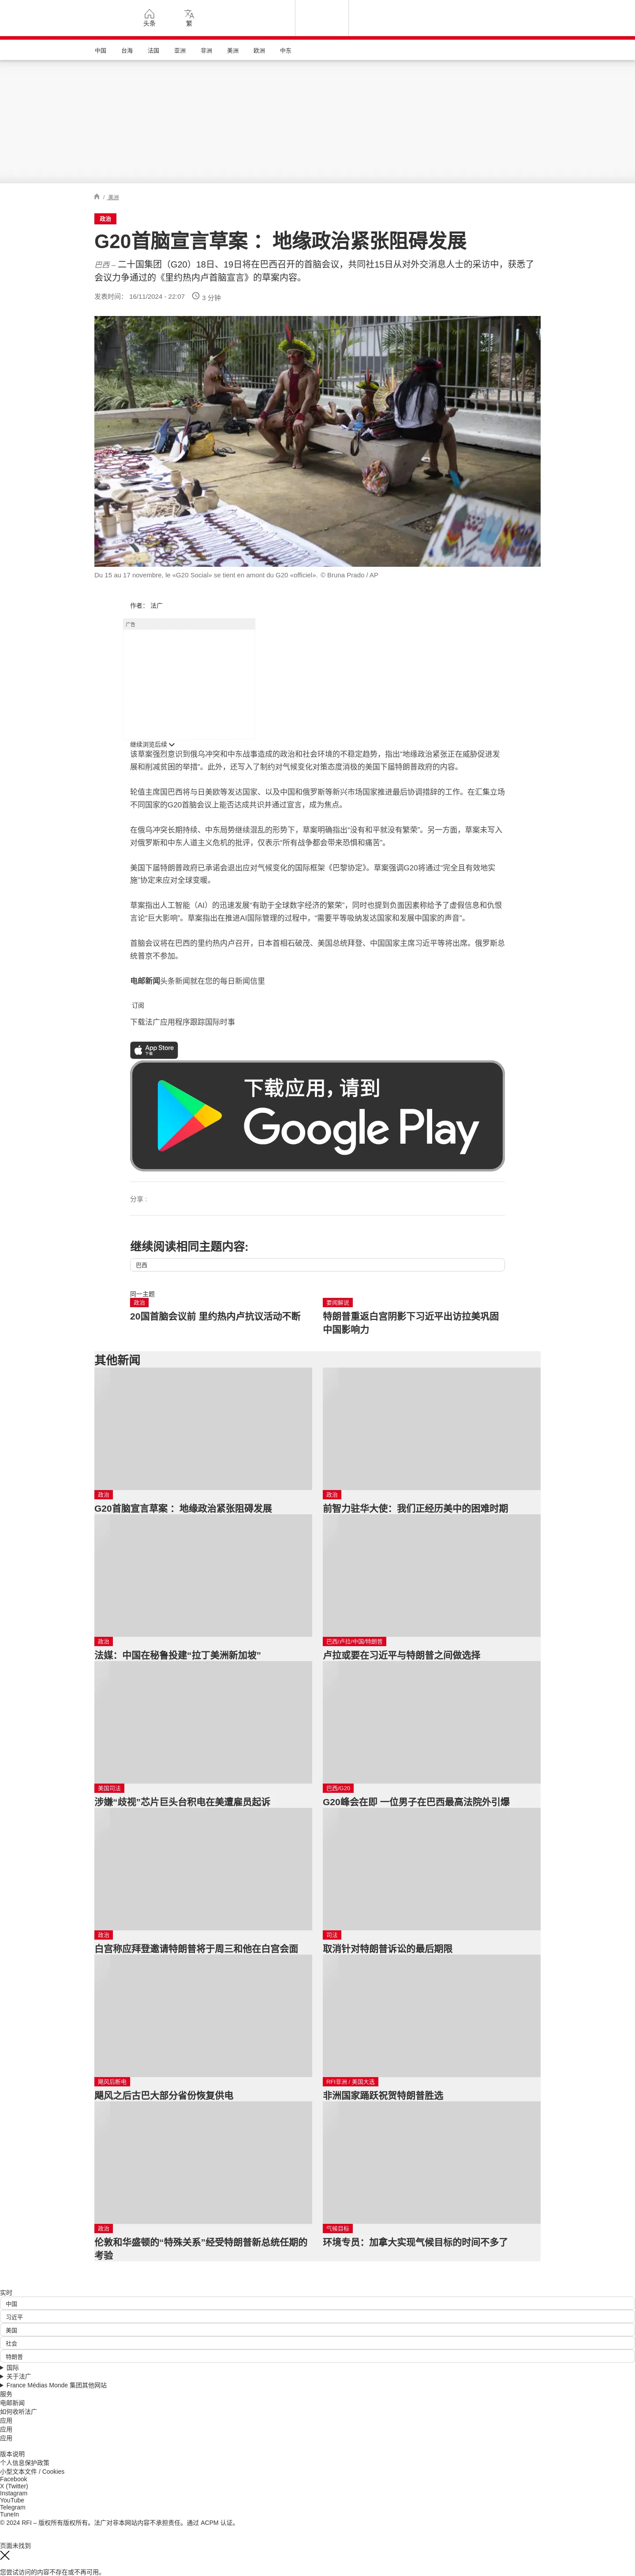 头条
繁
中国
台海
法国
亚洲
非洲
美洲
欧洲
中东
/ 美洲
政治
G20首脑宣言草案 ：地缘政治紧张阻碍发展
巴西 – 二十国集团（G20）18日、19日将在巴西召开的首脑会议，共同社15日从对外交消息人士的采访中，获悉了
会议力争通过的《里约热内卢首脑宣言》的草案内容。
发表时间： 16/11/2024 - 22:07
3 分钟
Du 15 au 17 novembre, le «G20 Social» se tient en amont du G20 «officiel». © Bruna Prado / AP
作者： 法广
广告
继续浏览后续
该草案强烈意识到俄乌冲突和中东战事造成的政治和社会环境的不稳定趋势，指出“地缘政治紧张正在威胁促进发
展和削减贫困的举措”。此外，还写入了制约对气候变化对策态度消极的美国下届特朗普政府的内容。
轮值主席国巴西将与日美欧等发达国家、以及中国和俄罗斯等新兴市场国家推进最后协调措辞的工作。在汇集立场
不同国家的G20首脑会议上能否达成共识并通过宣言，成为焦点。
在俄乌冲突长期持续、中东局势继续混乱的形势下，草案明确指出“没有和平就没有繁荣”。另一方面，草案未写入
对俄罗斯和中东人道主义危机的批评，仅表示“所有战争都会带来恐惧和痛苦”。
美国下届特朗普政府已承诺会退出应对气候变化的国际框架《巴黎协定》。草案强调G20将通过“完全且有效地实
施”协定来应对全球变暖。
草案指出人工智能（AI）的迅速发展“有助于全球数字经济的繁荣”，同时也提到负面因素称给予了虚假信息和仇恨
言论“巨大影响”。草案指出在推进AI国际管理的过程中，“需要平等吸纳发达国家和发展中国家的声音”。
首脑会议将在巴西的里约热内卢召开，日本首相石破茂、美国总统拜登、中国国家主席习近平等将出席。俄罗斯总
统普京不参加。
电邮新闻头条新闻就在您的每日新闻信里
订阅
下载法广应用程序跟踪国际时事
App Store
下载
下载应用，请到
Google Play
分享 :
继续阅读相同主题内容:
巴西
同一主题
政治
20国首脑会议前 里约热内卢抗议活动不断
要闻解说
特朗普重返白宫阴影下习近平出访拉美巩固
中国影响力
其他新闻
政治
G20首脑宣言草案 ：地缘政治紧张阻碍发展
政治
前智力驻华大使：我们正经历美中的困难时期
政治
法媒：中国在秘鲁投建“拉丁美洲新加坡”
巴西/卢拉/中国/特朗普
卢拉或要在习近平与特朗普之间做选择
美国司法
涉嫌“歧视”芯片巨头台积电在美遭雇员起诉
巴西/G20
G20峰会在即 一位男子在巴西最高法院外引爆
政治
白宫称应拜登邀请特朗普将于周三和他在白宫会面
司法
取消针对特朗普诉讼的最后期限
飓风后断电
飓风之后古巴大部分省份恢复供电
RFI非洲 / 美国大选
非洲国家踊跃祝贺特朗普胜选
政治
伦敦和华盛顿的“特殊关系”经受特朗普新总统任期的
考验
气候目标
环境专员：加拿大实现气候目标的时间不多了
实时
中国
习近平
美国
社会
特朗普
国际
关于法广
France Médias Monde 集团其他网站
服务
电邮新闻
如何收听法广
应用
应用
应用
版本说明
个人信息保护政策
小型文本文件 / Cookies
Facebook
X (Twitter)
Instagram
YouTube
Telegram
TuneIn
© 2024 RFI – 版权所有版权所有。法广对非本网站内容不承担责任。通过 ACPM 认证。
页面未找到
您尝试访问的内容不存在或不再可用。